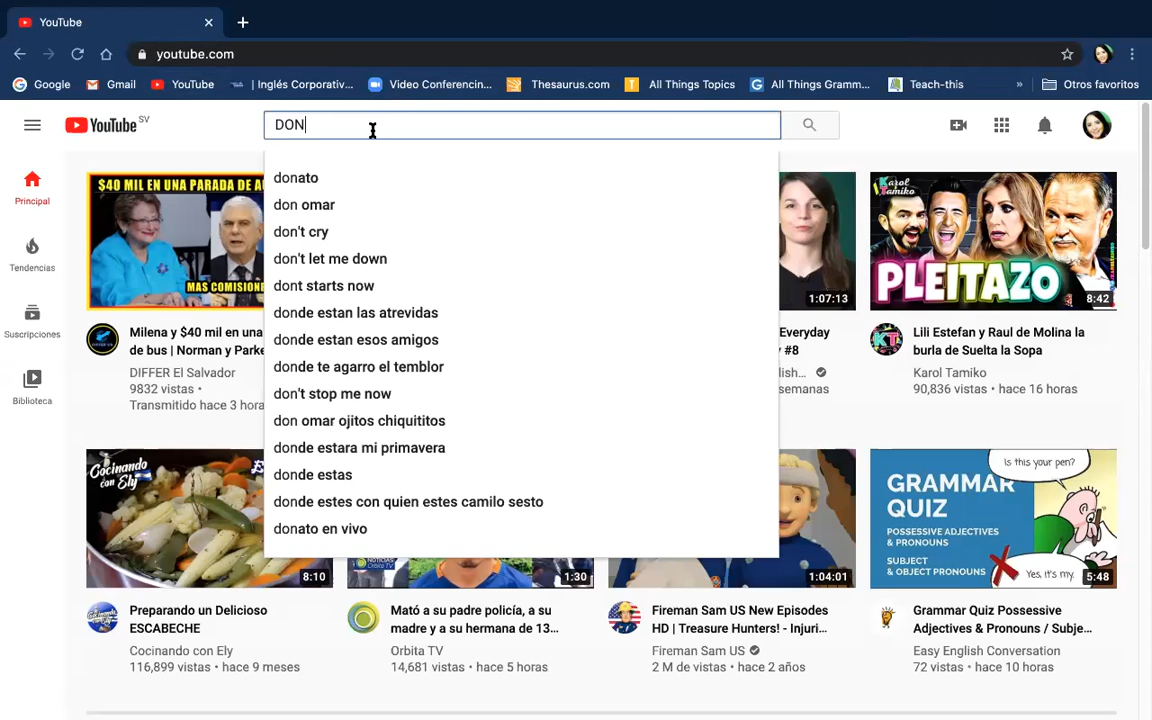 YouTube
youtube.com
Google
Gmail
YouTube
| Inglés Corporativ...
Video Conferencin...
Thesaurus.com
All Things Topics
All Things Gramm...
Teach-this
»
Otros favoritos
YouTube SV
DON
Principal
Tendencias
Suscripciones
Biblioteca
donato
don omar
don't cry
don't let me down
dont starts now
donde estan las atrevidas
donde estan esos amigos
donde te agarro el temblor
don't stop me now
don omar ojitos chiquititos
donde estara mi primavera
donde estas
donde estes con quien estes camilo sesto
donato en vivo
$40 MIL EN UNA PARADA DE
MAS COMISIONE
Milena y $40 mil en una
de bus | Norman y Parke
DIFFER El Salvador
9832 vistas •
Transmitido hace 3 hora
1:07:13
Everyday
#8
lish...
semanas
Karol Tamiko
PLEITAZO
8:42
Lili Estefan y Raul de Molina la
burla de Suelta la Sopa
Karol Tamiko
90,836 vistas • hace 16 horas
Cocinando
con Ely
8:10
Preparando un Delicioso
ESCABECHE
Cocinando con Ely
116,899 vistas • hace 9 meses
NOTICIAS
Orbita TV
1:30
Mató a su padre policía, a su
madre y a su hermana de 13...
Orbita TV
14,681 vistas • hace 5 horas
1:04:01
Fireman Sam US New Episodes
HD | Treasure Hunters! - Injuri...
Fireman Sam US
2 M de vistas • hace 2 años
Is this your pen?
GRAMMAR
QUIZ
POSSESSIVE ADJECTIVES
& PRONOUNS
SUBJECT
& OBJECT PRONOUNS
Yes, it's my.
5:48
Grammar Quiz Possessive
Adjectives & Pronouns / Subje...
Easy English Conversation
72 vistas • hace 10 horas